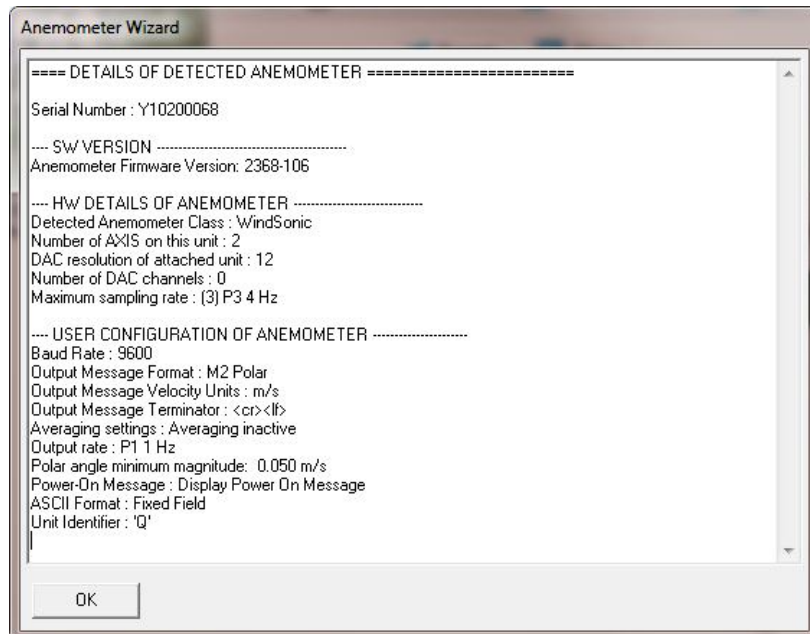 Anemometer Wizard
==== DETAILS OF DETECTED ANEMOMETER ========================
Serial Number : Y10200068
---- SW VERSION --------------------------------------------
Anemometer Firmware Version: 2368-106
---- HW DETAILS OF ANEMOMETER ------------------------------
Detected Anemometer Class : WindSonic
Number of AXIS on this unit : 2
DAC resolution of attached unit : 12
Number of DAC channels : 0
Maximum sampling rate : (3) P3 4 Hz
---- USER CONFIGURATION OF ANEMOMETER ----------------------
Baud Rate : 9600
Output Message Format : M2 Polar
Output Message Velocity Units : m/s
Output Message Terminator : <cr><lf>
Averaging settings : Averaging inactive
Output rate : P1 1 Hz
Polar angle minimum magnitude:  0.050 m/s
Power-On Message : Display Power On Message
ASCII Format : Fixed Field
Unit Identifier : 'Q'
OK